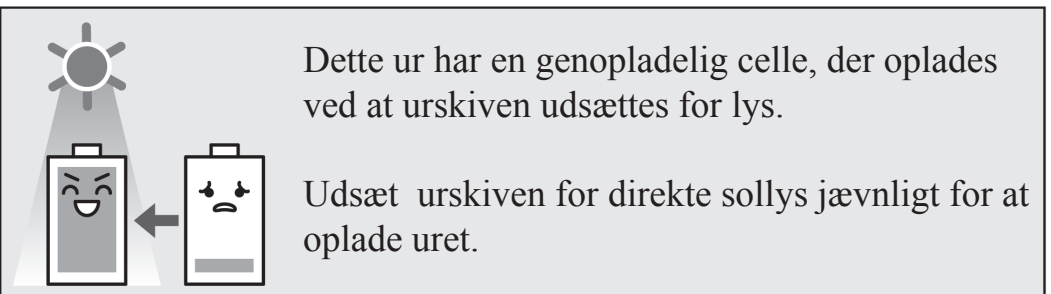 Dette ur har en genopladelig celle, der oplades
ved at urskiven udsættes for lys.
Udsæt urskiven for direkte sollys jævnligt for at
oplade uret.